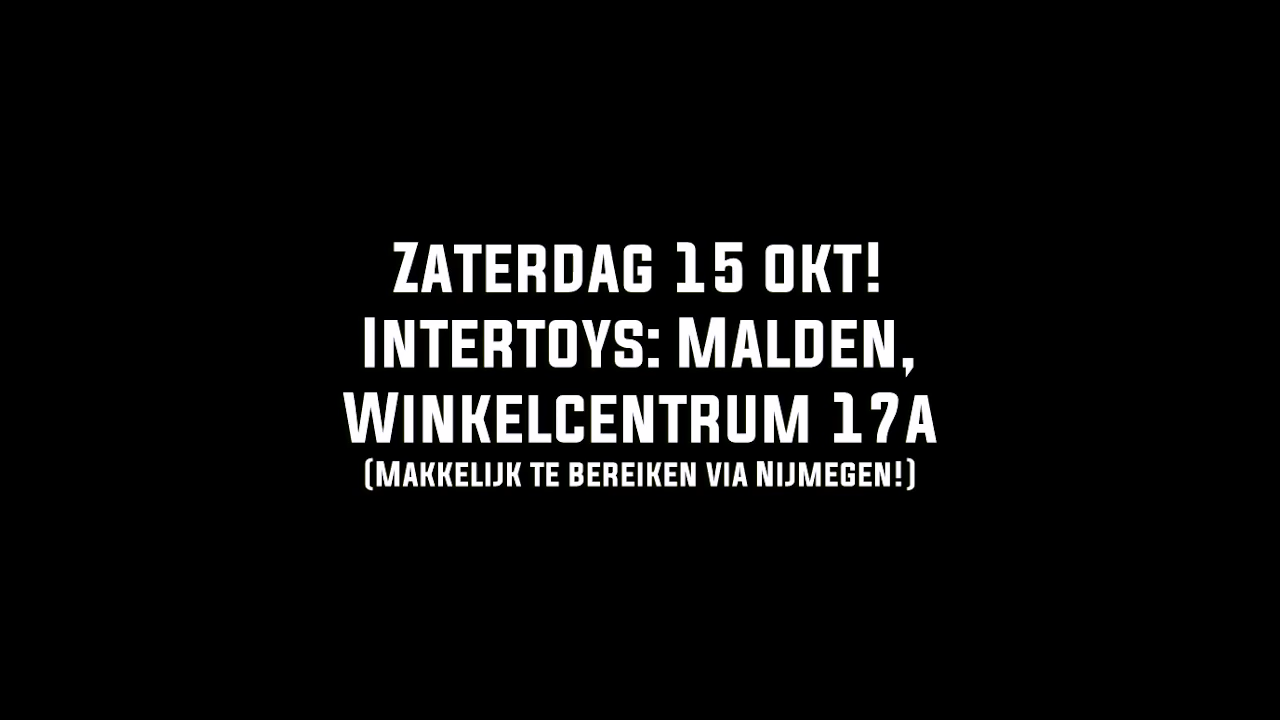 Zaterdag 15 okt!
Intertoys: Malden,
Winkelcentrum 17A
(Makkelijk te bereiken via Nijmegen!)